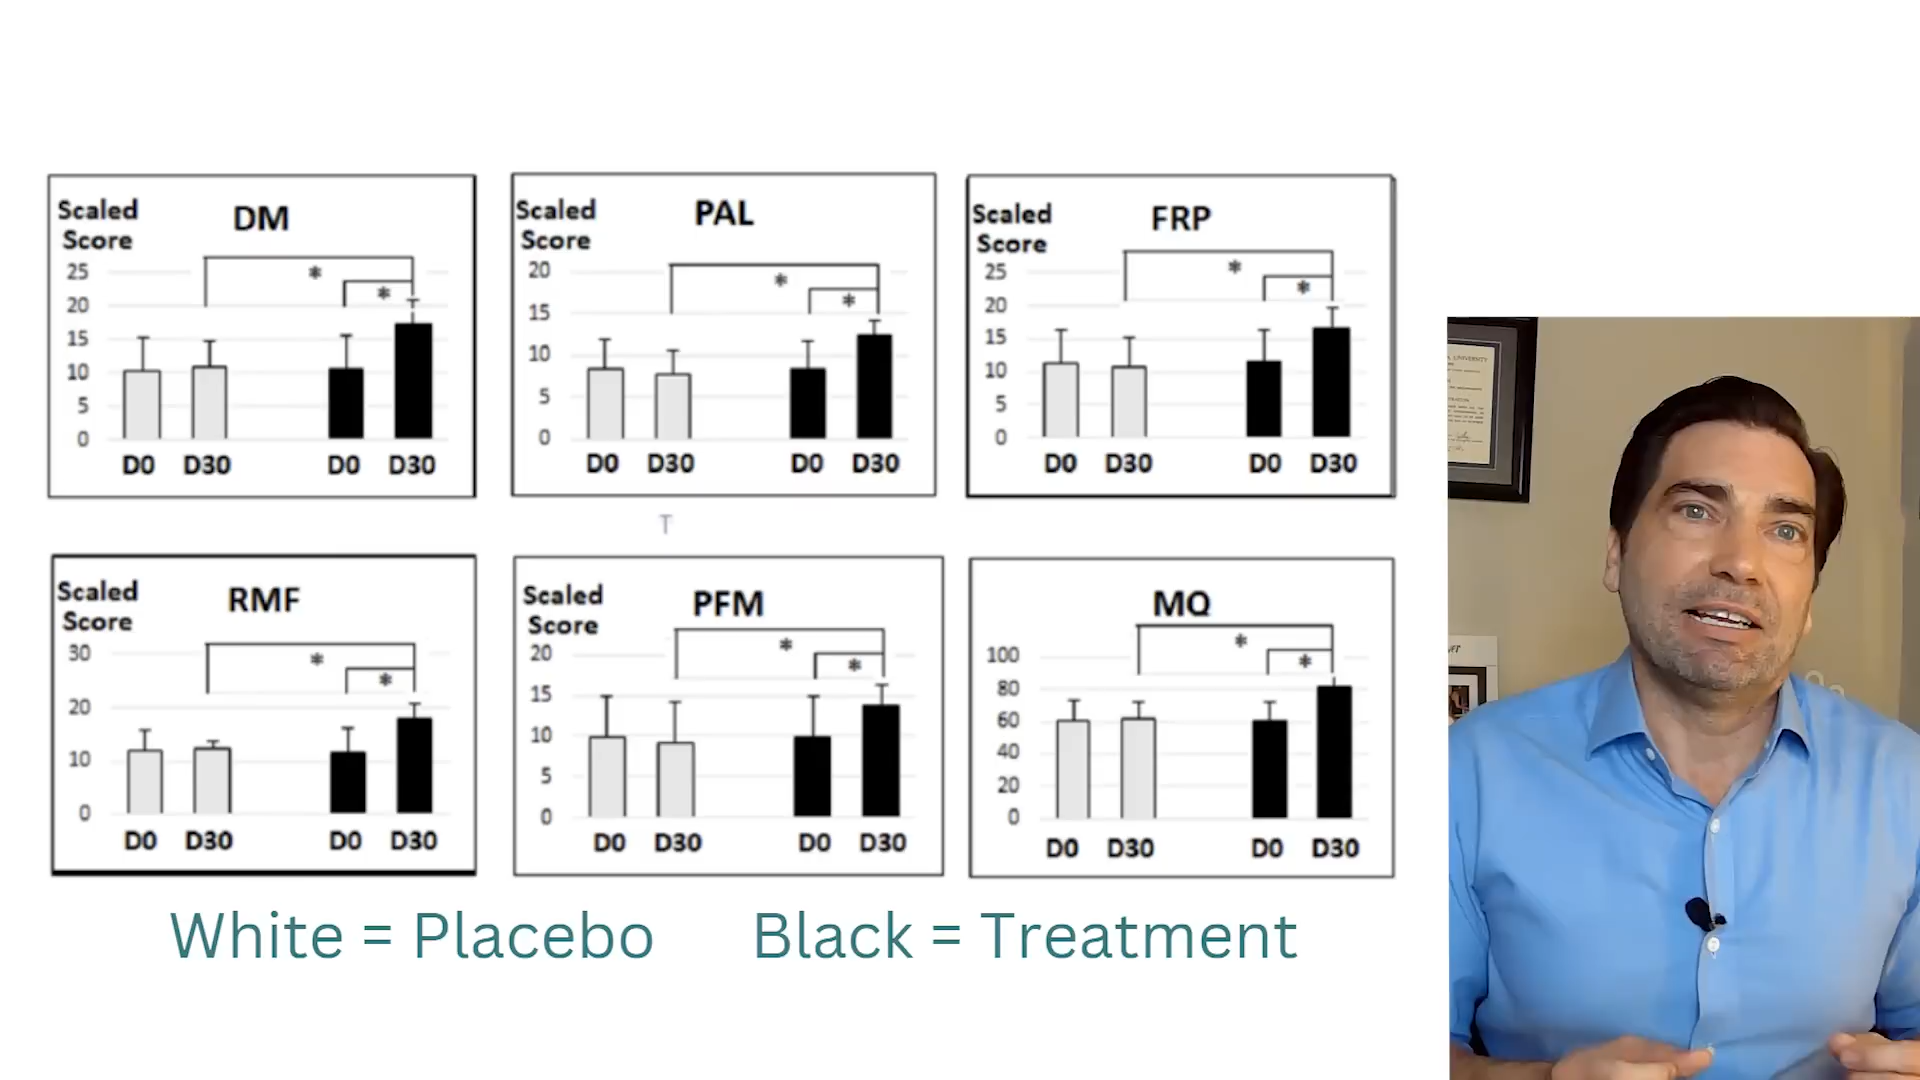 Scaled
Score
DM
25
20
15
10
5
0
*
*
D0 D30 D0 D30
Scaled
Score
PAL
20
15
10
5
0
*
*
D0 D30 D0 D30
Scaled
Score
FRP
25
20
15
10
5
0
*
*
D0 D30 D0 D30
T
Scaled
Score
RMF
30
20
10
0
*
*
D0 D30 D0 D30
Scaled
Score
PFM
20
15
10
5
0
*
*
D0 D30 D0 D30
MQ
100
80
60
40
20
0
*
*
D0 D30 D0 D30
White = Placebo Black = Treatment
UNIVERSITY